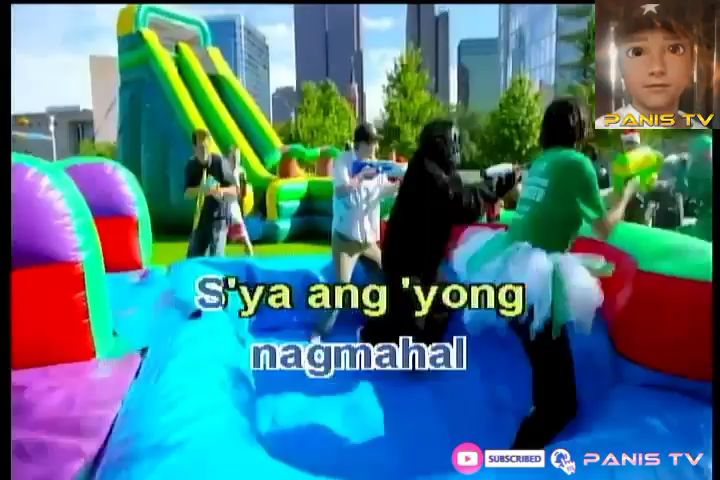 PANIS TV
S'ya ang 'yong
nagmahal
SUBSCRIBED PANIS TV